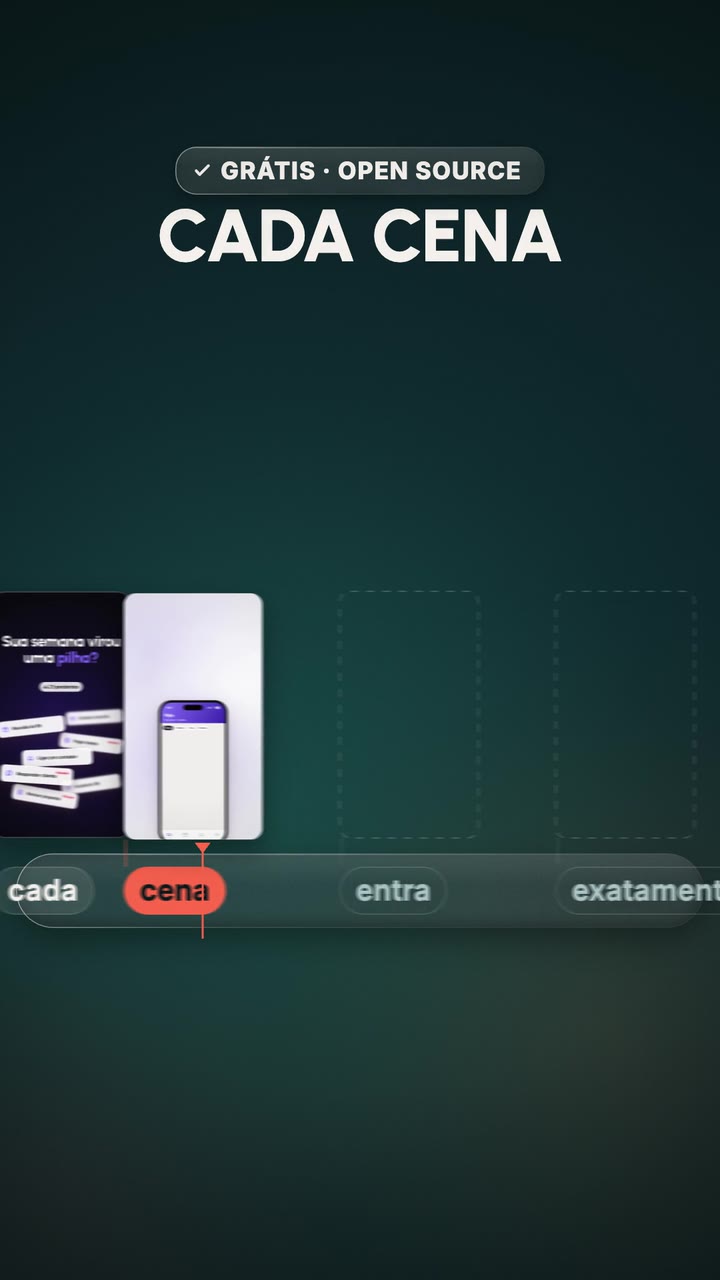 ✓ GRÁTIS · OPEN SOURCE
CADA CENA
Sua semana virou
uma pilha?
cada
cena
entra
exatament